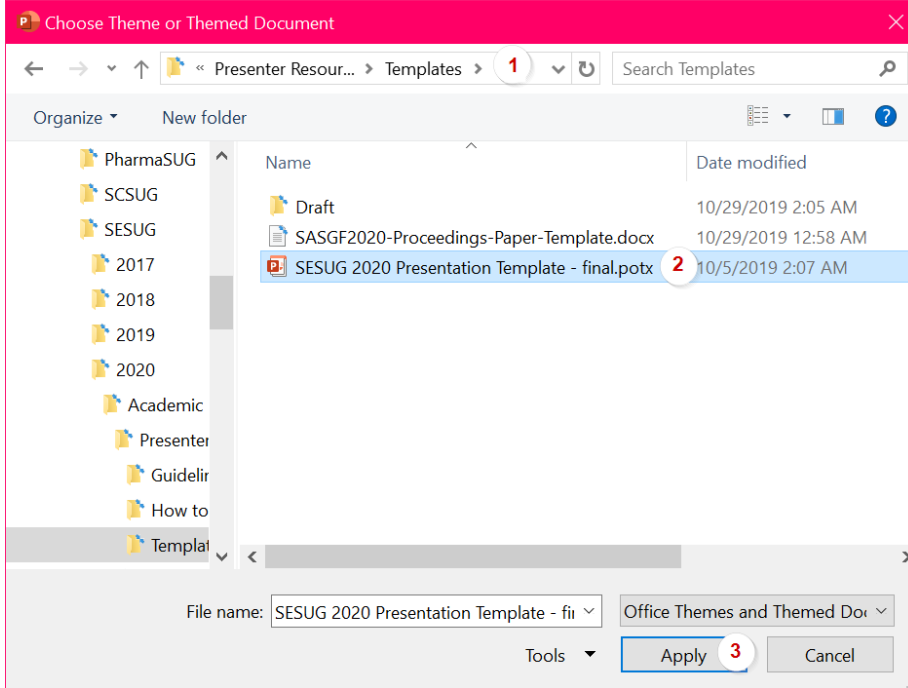 Choose Theme or Themed Document
« Presenter Resour... > Templates > 1 Search Templates
Organize New folder
Name Date modified
PharmaSUG
SCSUG
SESUG
2017
2018
2019
2020
Academic
Presenter
Guidelin
How to
Templat
Draft 10/29/2019 2:05 AM
SASGF2020-Proceedings-Paper-Template.docx 10/29/2019 12:58 AM
SESUG 2020 Presentation Template - final.potx 2 10/5/2019 2:07 AM
File name: SESUG 2020 Presentation Template - fin Office Themes and Themed Doc
Tools Apply 3 Cancel